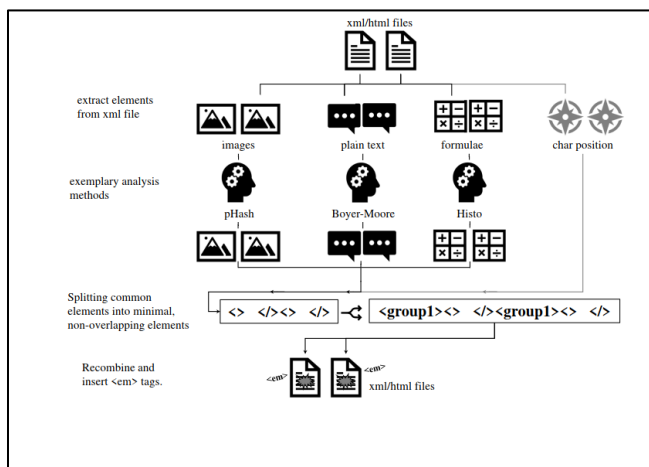 xml/html files
extract elements
from xml file
images
plain text
formulae
char position
exemplary analysis
methods
pHash
Boyer-Moore
Histo
Splitting common
elements into minimal,
non-overlapping elements
<> </><> </>
<group1><> </><group1><> </>
Recombine and
insert <em> tags.
<em>
<em>
xml/html files